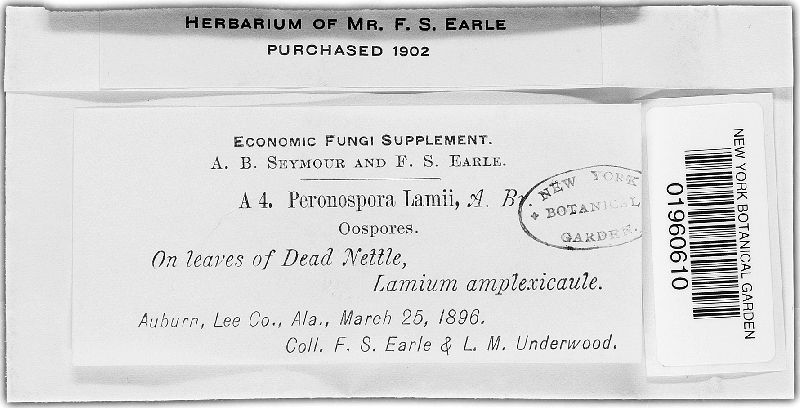 HERBARIUM OF MR. F. S. EARLE
PURCHASED 1902
ECONOMIC FUNGI SUPPLEMENT.
A. B. SEYMOUR AND F. S. EARLE.
A 4. Peronospora Lamii, A. Br.
Oospores.
On leaves of Dead Nettle,
Lamium amplexicaule.
Auburn, Lee Co., Ala., March 25, 1896.
Coll. F. S. Earle & L. M. Underwood.
NEW YORK
BOTANICAL
GARDEN.
NEW YORK BOTANICAL GARDEN
01960610